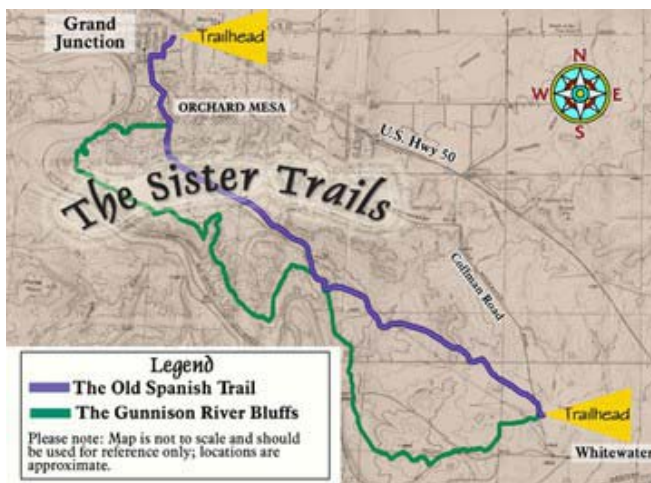 Grand
Junction
Trailhead
ORCHARD MESA
N
W
E
S
U.S. Hwy 50
The Sister Trails
Coffman Road
Legend
The Old Spanish Trail
The Gunnison River Bluffs
Please note: Map is not to scale and should
be used for reference only; locations are
approximate.
Trailhead
Whitewater